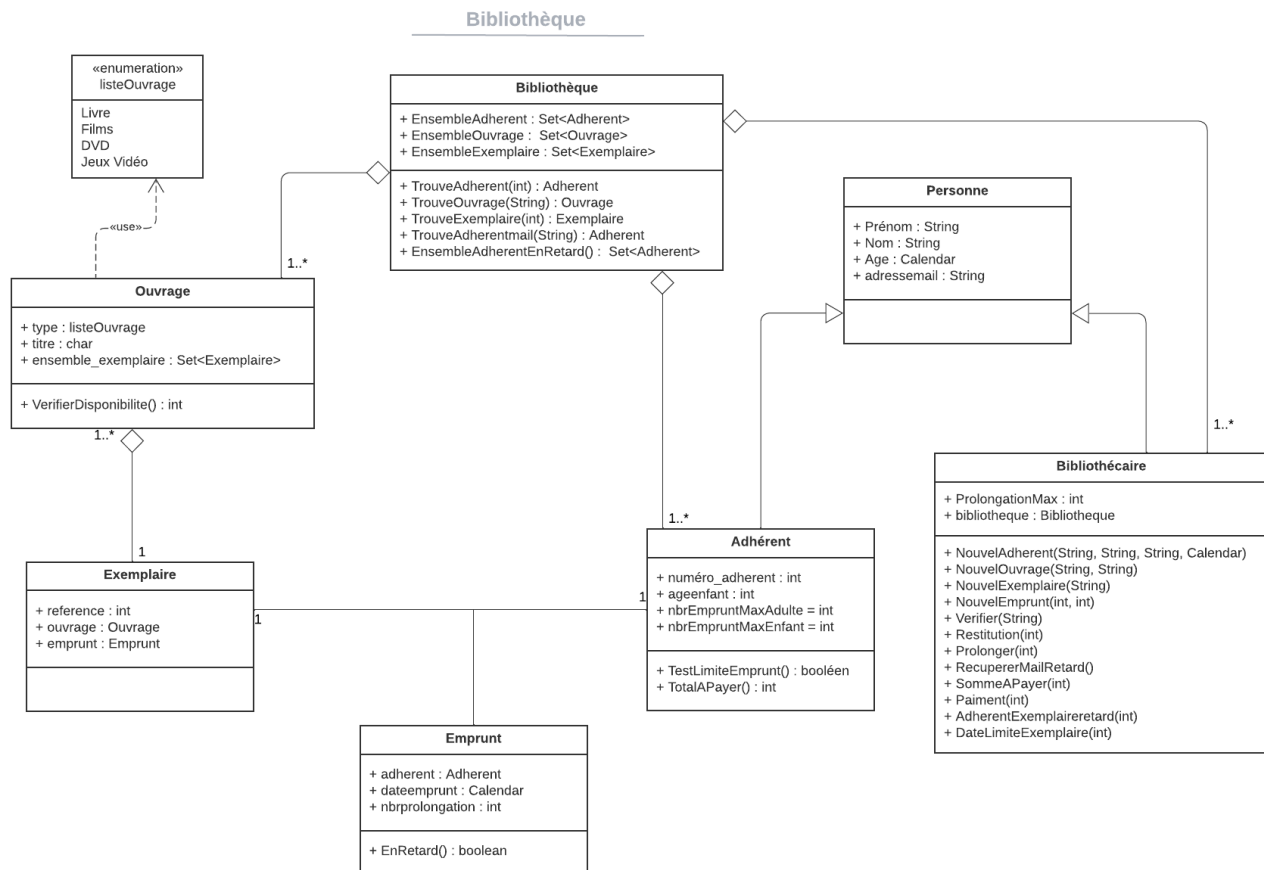 Bibliothèque
«enumeration»
listeOuvrage
Livre
Films
DVD
Jeux Vidéo
«use»
Bibliothèque
+ EnsembleAdherent : Set<Adherent>
+ EnsembleOuvrage : Set<Ouvrage>
+ EnsembleExemplaire : Set<Exemplaire>
+ TrouveAdherent(int) : Adherent
+ TrouveOuvrage(String) : Ouvrage
+ TrouveExemplaire(int) : Exemplaire
+ TrouveAdherentmail(String) : Adherent
+ EnsembleAdherentEnRetard() : Set<Adherent>
Personne
+ Prénom : String
+ Nom : String
+ Age : Calendar
+ adressemail : String
1..*
Ouvrage
+ type : listeOuvrage
+ titre : char
+ ensemble_exemplaire : Set<Exemplaire>
+ VerifierDisponibilite() : int
1..*
1
1..*
1..*
Bibliothécaire
+ ProlongationMax : int
+ bibliotheque : Bibliotheque
+ NouvelAdherent(String, String, String, Calendar)
+ NouvelOuvrage(String, String)
+ NouvelExemplaire(String)
+ NouvelEmprunt(int, int)
+ Verifier(String)
+ Restitution(int)
+ Prolonger(int)
+ RecupererMailRetard()
+ SommeAPayer(int)
+ Paiment(int)
+ AdherentExemplaireretard(int)
+ DateLimiteExemplaire(int)
Exemplaire
+ reference : int
+ ouvrage : Ouvrage
+ emprunt : Emprunt
1
1
Adhérent
+ numéro_adherent : int
+ ageenfant : int
+ nbrEmpruntMaxAdulte = int
+ nbrEmpruntMaxEnfant = int
+ TestLimiteEmprunt() : booléen
+ TotalAPayer() : int
Emprunt
+ adherent : Adherent
+ dateemprunt : Calendar
+ nbrprolongation : int
+ EnRetard() : boolean